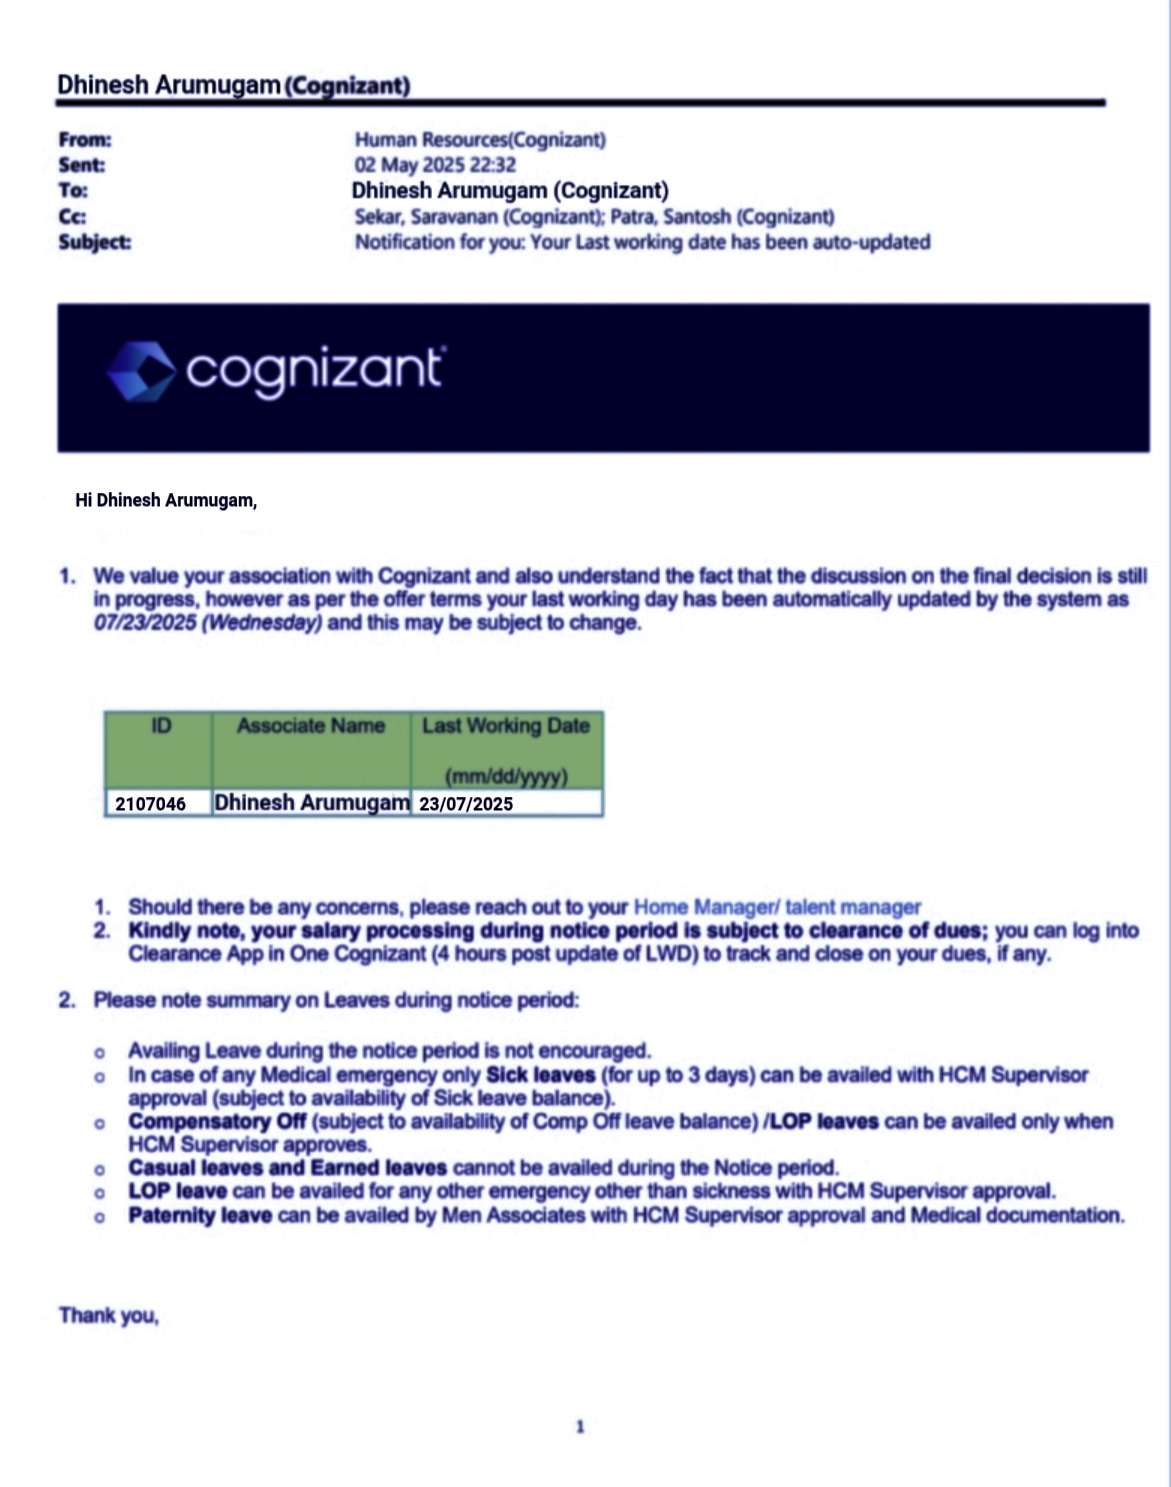 Dhinesh Arumugam (Cognizant)
From: Human Resources(Cognizant)
Sent: 02 May 2025 22:32
To: Dhinesh Arumugam (Cognizant)
Cc: Sekar, Saravanan (Cognizant); Patra, Santosh (Cognizant)
Subject: Notification for you: Your Last working date has been auto-updated
cognizant
Hi Dhinesh Arumugam,
1. We value your association with Cognizant and also understand the fact that the discussion on the final decision is still
in progress, however as per the offer terms your last working day has been automatically updated by the system as
07/23/2025 (Wednesday) and this may be subject to change.
ID Associate Name Last Working Date
(mm/dd/yyyy)
2107046 Dhinesh Arumugam 23/07/2025
1. Should there be any concerns, please reach out to your Home Manager/ talent manager
2. Kindly note, your salary processing during notice period is subject to clearance of dues; you can log into
Clearance App in One Cognizant (4 hours post update of LWD) to track and close on your dues, if any.
2. Please note summary on Leaves during notice period:
o Availing Leave during the notice period is not encouraged.
o In case of any Medical emergency only Sick leaves (for up to 3 days) can be availed with HCM Supervisor
approval (subject to availability of Sick leave balance).
o Compensatory Off (subject to availability of Comp Off leave balance) /LOP leaves can be availed only when
HCM Supervisor approves.
o Casual leaves and Earned leaves cannot be availed during the Notice period.
o LOP leave can be availed for any other emergency other than sickness with HCM Supervisor approval.
o Paternity leave can be availed by Men Associates with HCM Supervisor approval and Medical documentation.
Thank you,
1